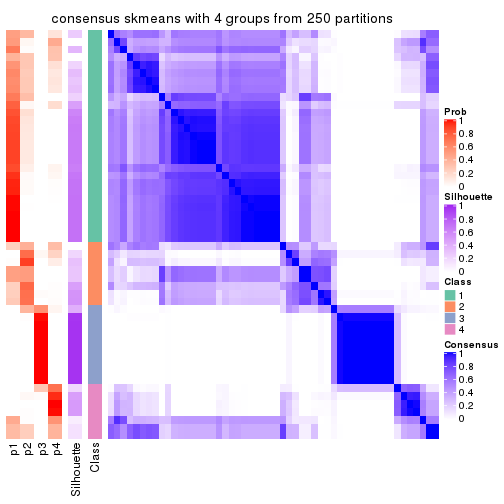 consensus skmeans with 4 groups from 250 partitions
Prob
1
0.8
0.6
0.4
0.2
0
Silhouette
1
0.8
0.6
0.4
0.2
0
Class
1
2
3
4
Consensus
1
0.8
0.6
0.4
0.2
0
p1
p2
p3
p4
Silhouette
Class